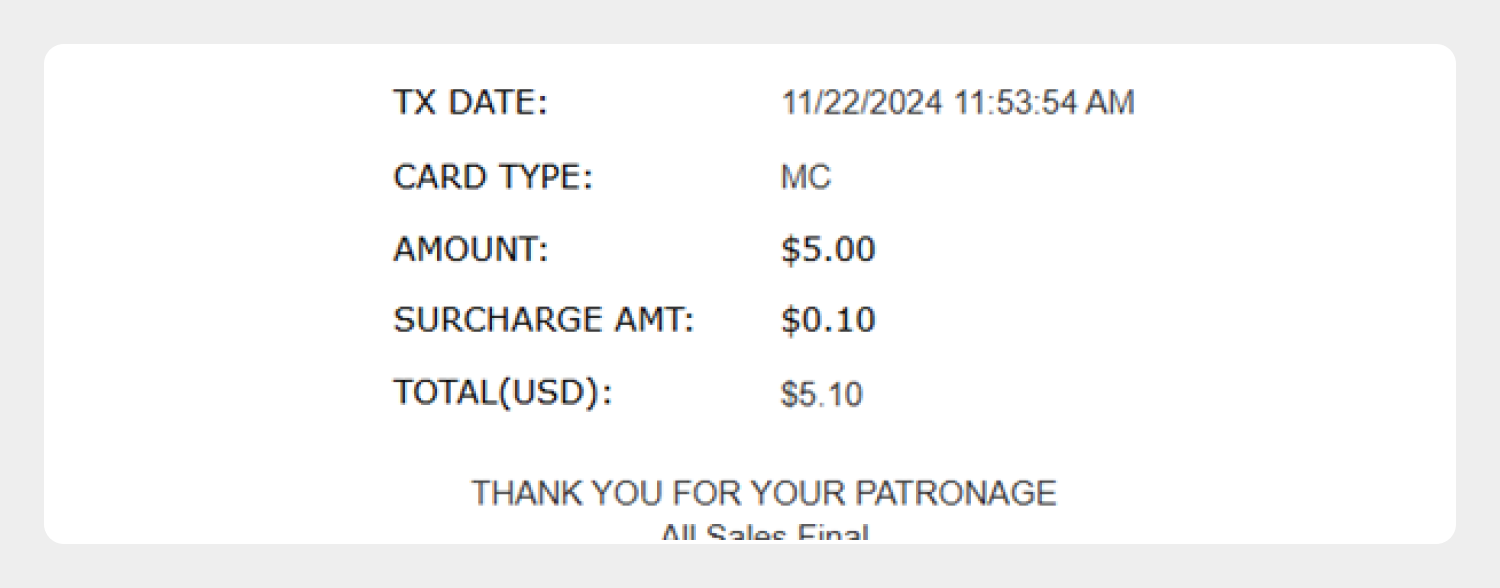 TX DATE: 11/22/2024 11:53:54 AM
CARD TYPE: MC
AMOUNT: $5.00
SURCHARGE AMT: $0.10
TOTAL(USD): $5.10
THANK YOU FOR YOUR PATRONAGE
All Sales Final